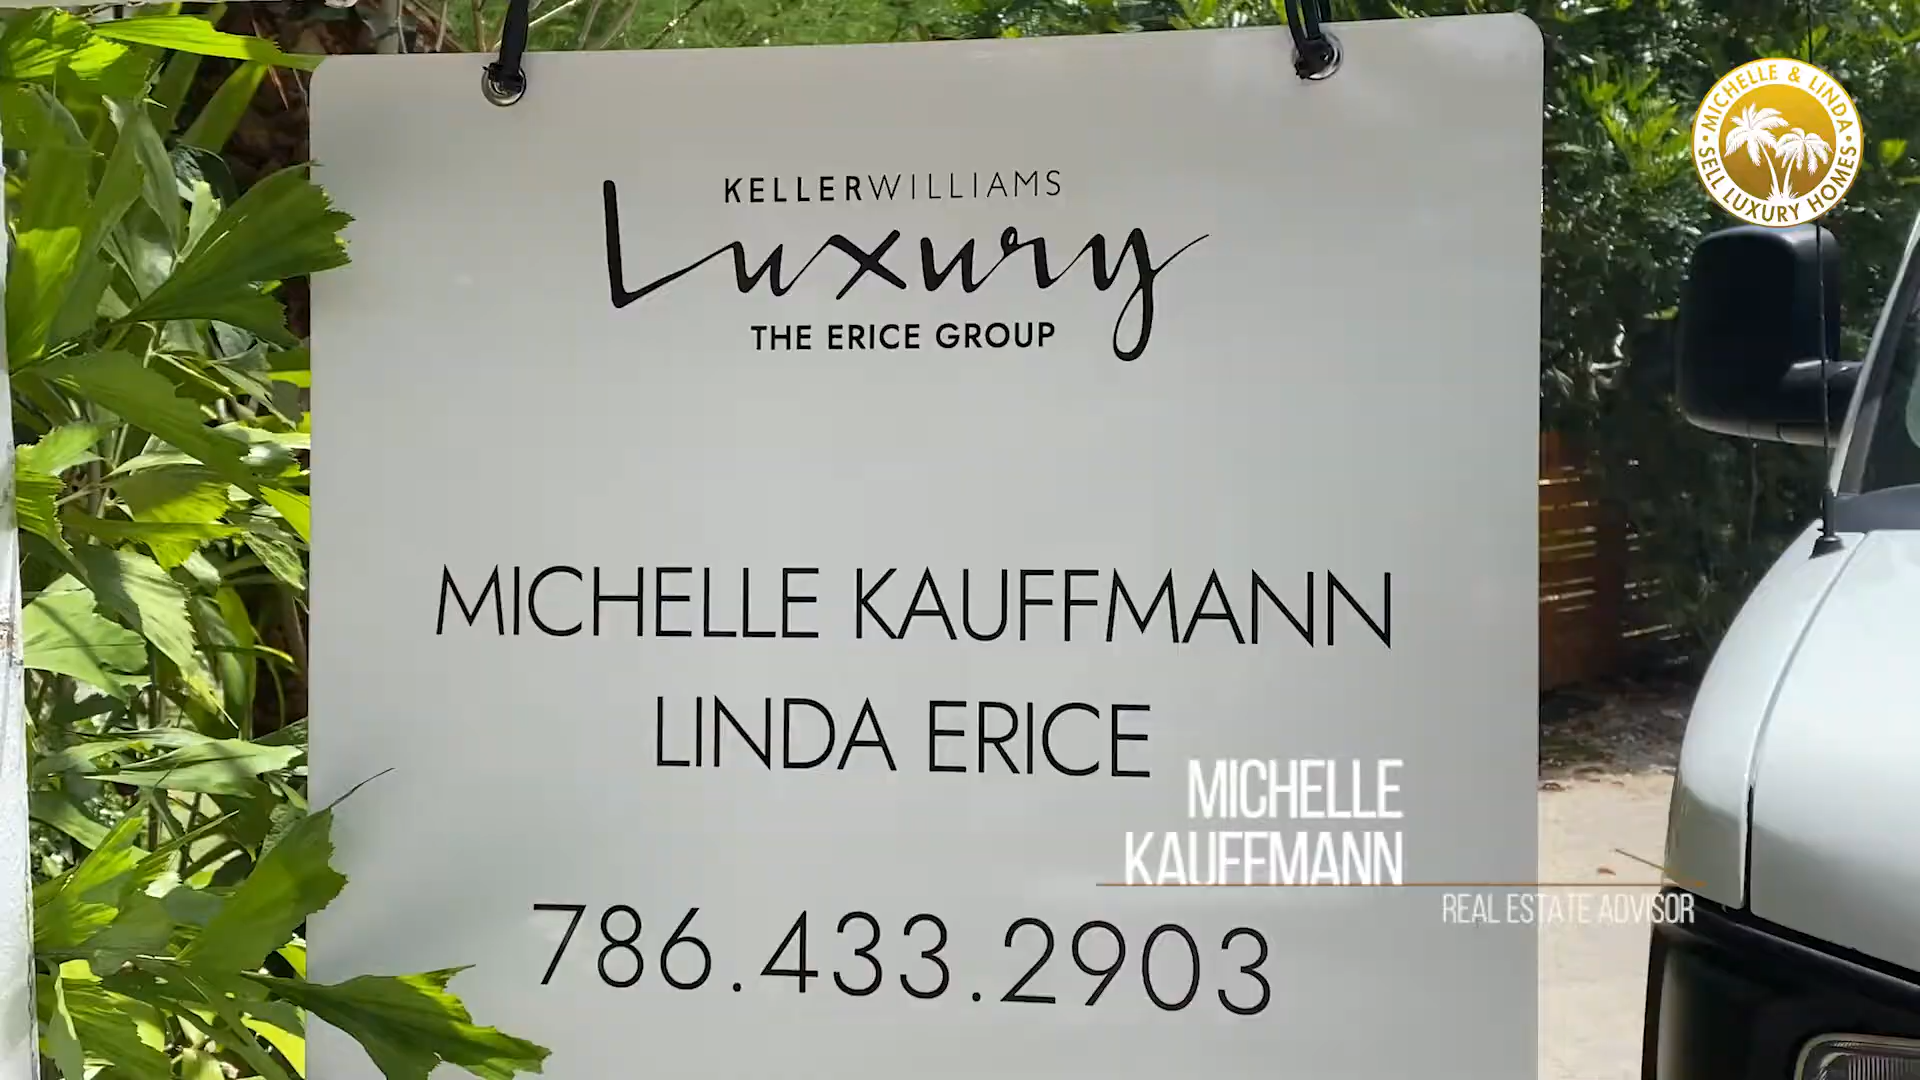 KELLERWILLIAMS
Luxury
THE ERICE GROUP
MICHELLE KAUFFMANN
LINDA ERICE
786.433.2903
MICHELLE
KAUFFMANN
REAL ESTATE ADVISOR
MICHELLE & LINDA
SELL LUXURY HOMES